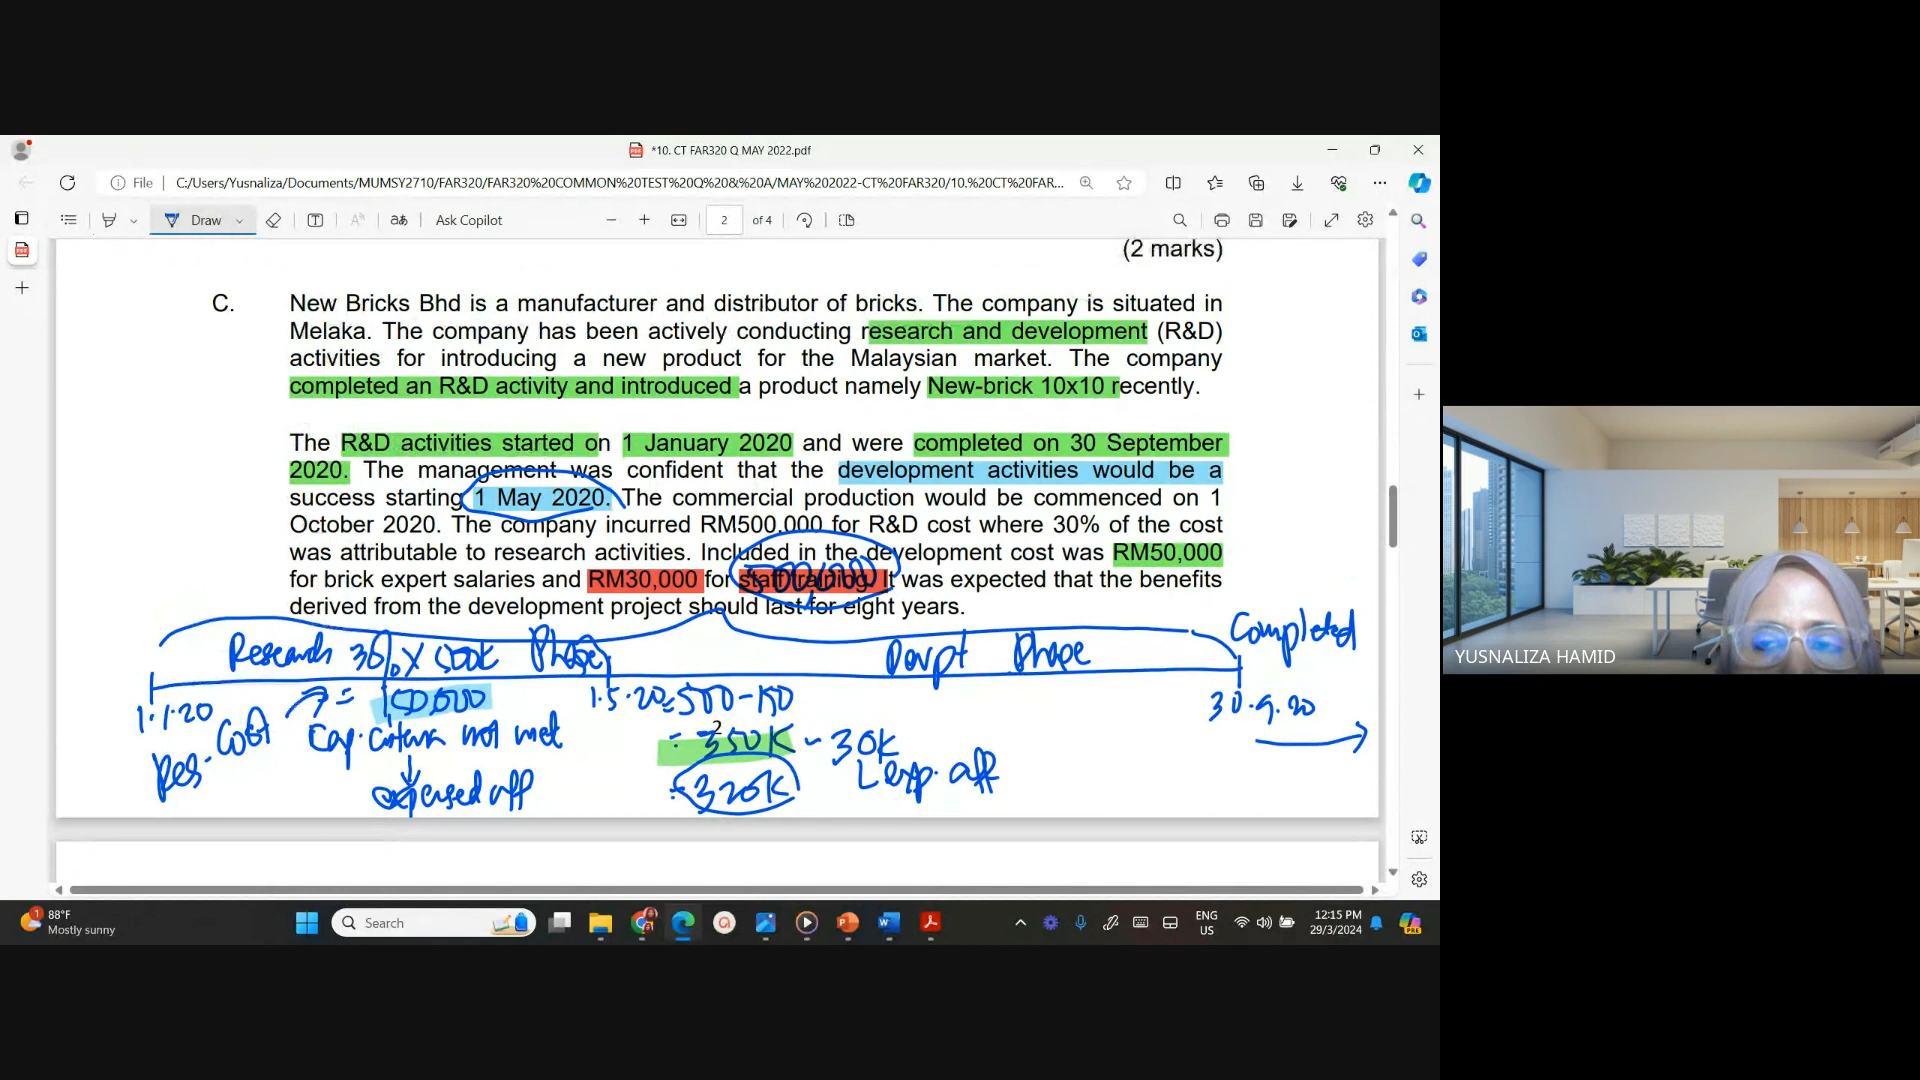 *10. CT FAR320 Q MAY 2022.pdf
File
C:/Users/Yusnaliza/Documents/MUMSY2710/FAR320/FAR320%20COMMON%20TEST%20Q%20&%20A/MAY%202022-CT%20FAR320/10.%20CT%20FAR...
Draw
Ask Copilot
2 of 4
(2 marks)
C. New Bricks Bhd is a manufacturer and distributor of bricks. The company is situated in
Melaka. The company has been actively conducting research and development (R&D)
activities for introducing a new product for the Malaysian market. The company
completed an R&D activity and introduced a product namely New-brick 10x10 recently.
The R&D activities started on 1 January 2020 and were completed on 30 September
2020. The management was confident that the development activities would be a
success starting 1 May 2020. The commercial production would be commenced on 1
October 2020. The company incurred RM500,000 for R&D cost where 30% of the cost
was attributable to research activities. Included in the development cost was RM50,000
for brick expert salaries and RM30,000 for staff training. It was expected that the benefits
derived from the development project should last for eight years.
500,000
Completed
Research 30% x 500k Phase
Devpt Phase
1.1.20
= 150000
1.5.20
= 500 - 150
30.9.20
Res. Cost
Cap. criteria not met
= 350K - 30K
expensed off
= 320K
exp. off
YUSNALIZA HAMID
1
88°F
Mostly sunny
Search
ENG
US
12:15 PM
29/3/2024
PRE